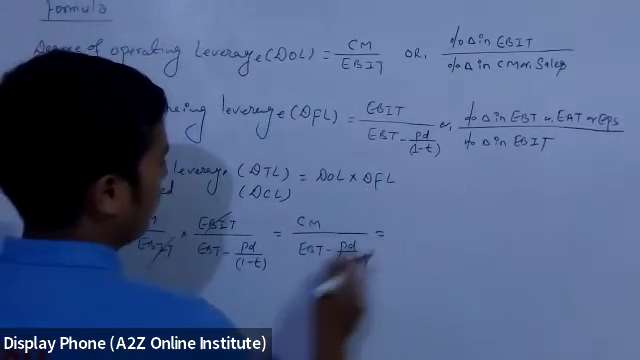 Formula
Degree of operating leverage (DOL) = CM / EBIT OR, % Δ in EBIT / % Δ in CM or Sales
leverage (DFL) = EBIT / EBT - pd/(1-t) or, % Δ in EBT or EAT or EPS / % Δ in EBIT
leverage (DTL) = DOL × DFL
(DCL)
EBIT × EBIT / EBT - pd/(1-t) = CM / EBT - pd =
Display Phone (A2Z Online Institute)